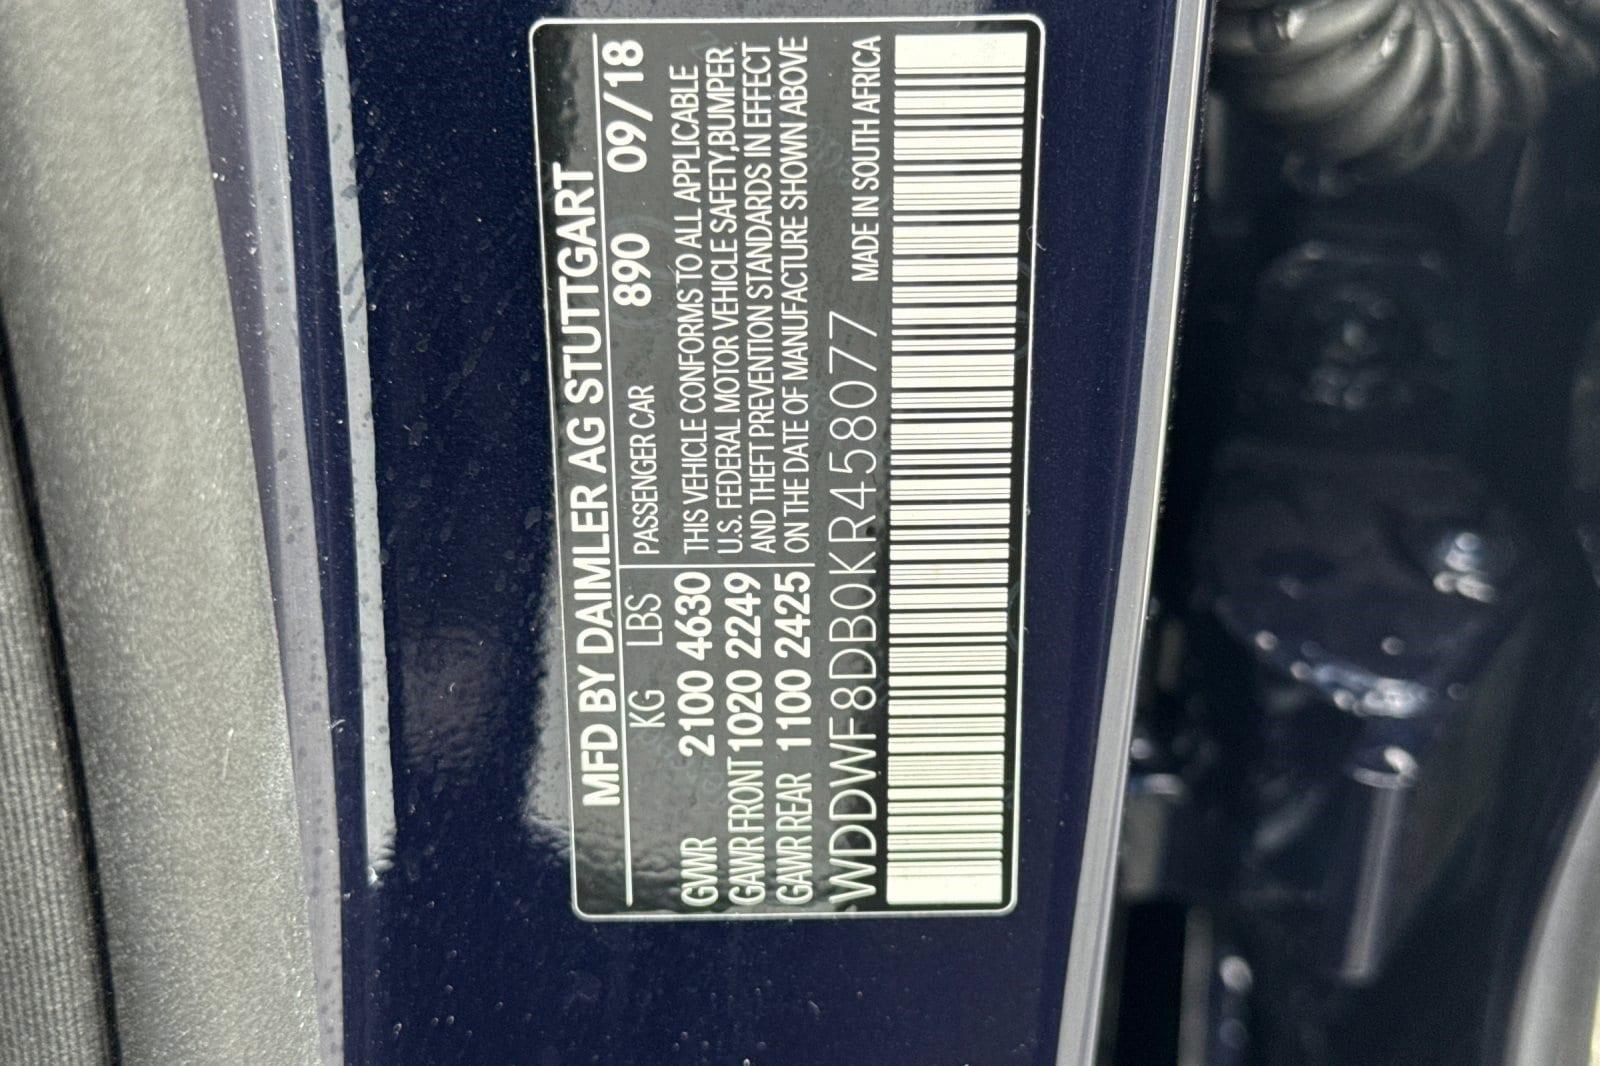 MFD BY DAIMLER AG STUTTGART
KG LBS PASSENGER CAR 890 09/18
GVWR 2100 4630 THIS VEHICLE CONFORMS TO ALL APPLICABLE
GAWR FRONT 1020 2249 U.S. FEDERAL MOTOR VEHICLE SAFETY,BUMPER
GAWR REAR 1100 2425 AND THEFT PREVENTION STANDARDS IN EFFECT
ON THE DATE OF MANUFACTURE SHOWN ABOVE
WDDWF8DB0KR458077 MADE IN SOUTH AFRICA